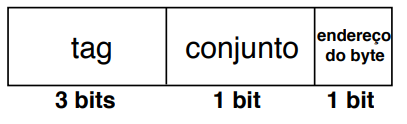 tag
conjunto
endereço
do byte
3 bits
1 bit
1 bit